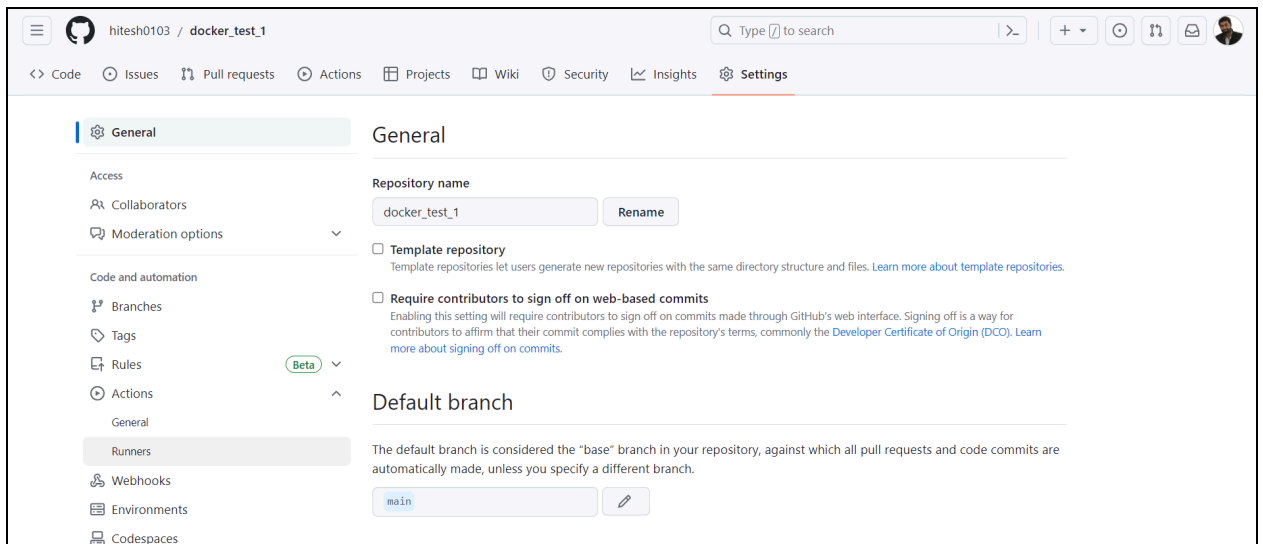 hitesh0103 / docker_test_1
Type / to search
Code
Issues
Pull requests
Actions
Projects
Wiki
Security
Insights
Settings
General
Access
Collaborators
Moderation options
Code and automation
Branches
Tags
Rules Beta
Actions
General
Runners
Webhooks
Environments
Codespaces
General
Repository name
docker_test_1 Rename
Template repository
Template repositories let users generate new repositories with the same directory structure and files. Learn more about template repositories.
Require contributors to sign off on web-based commits
Enabling this setting will require contributors to sign off on commits made through GitHub's web interface. Signing off is a way for
contributors to affirm that their commit complies with the repository's terms, commonly the Developer Certificate of Origin (DCO). Learn
more about signing off on commits.
Default branch
The default branch is considered the “base” branch in your repository, against which all pull requests and code commits are
automatically made, unless you specify a different branch.
main